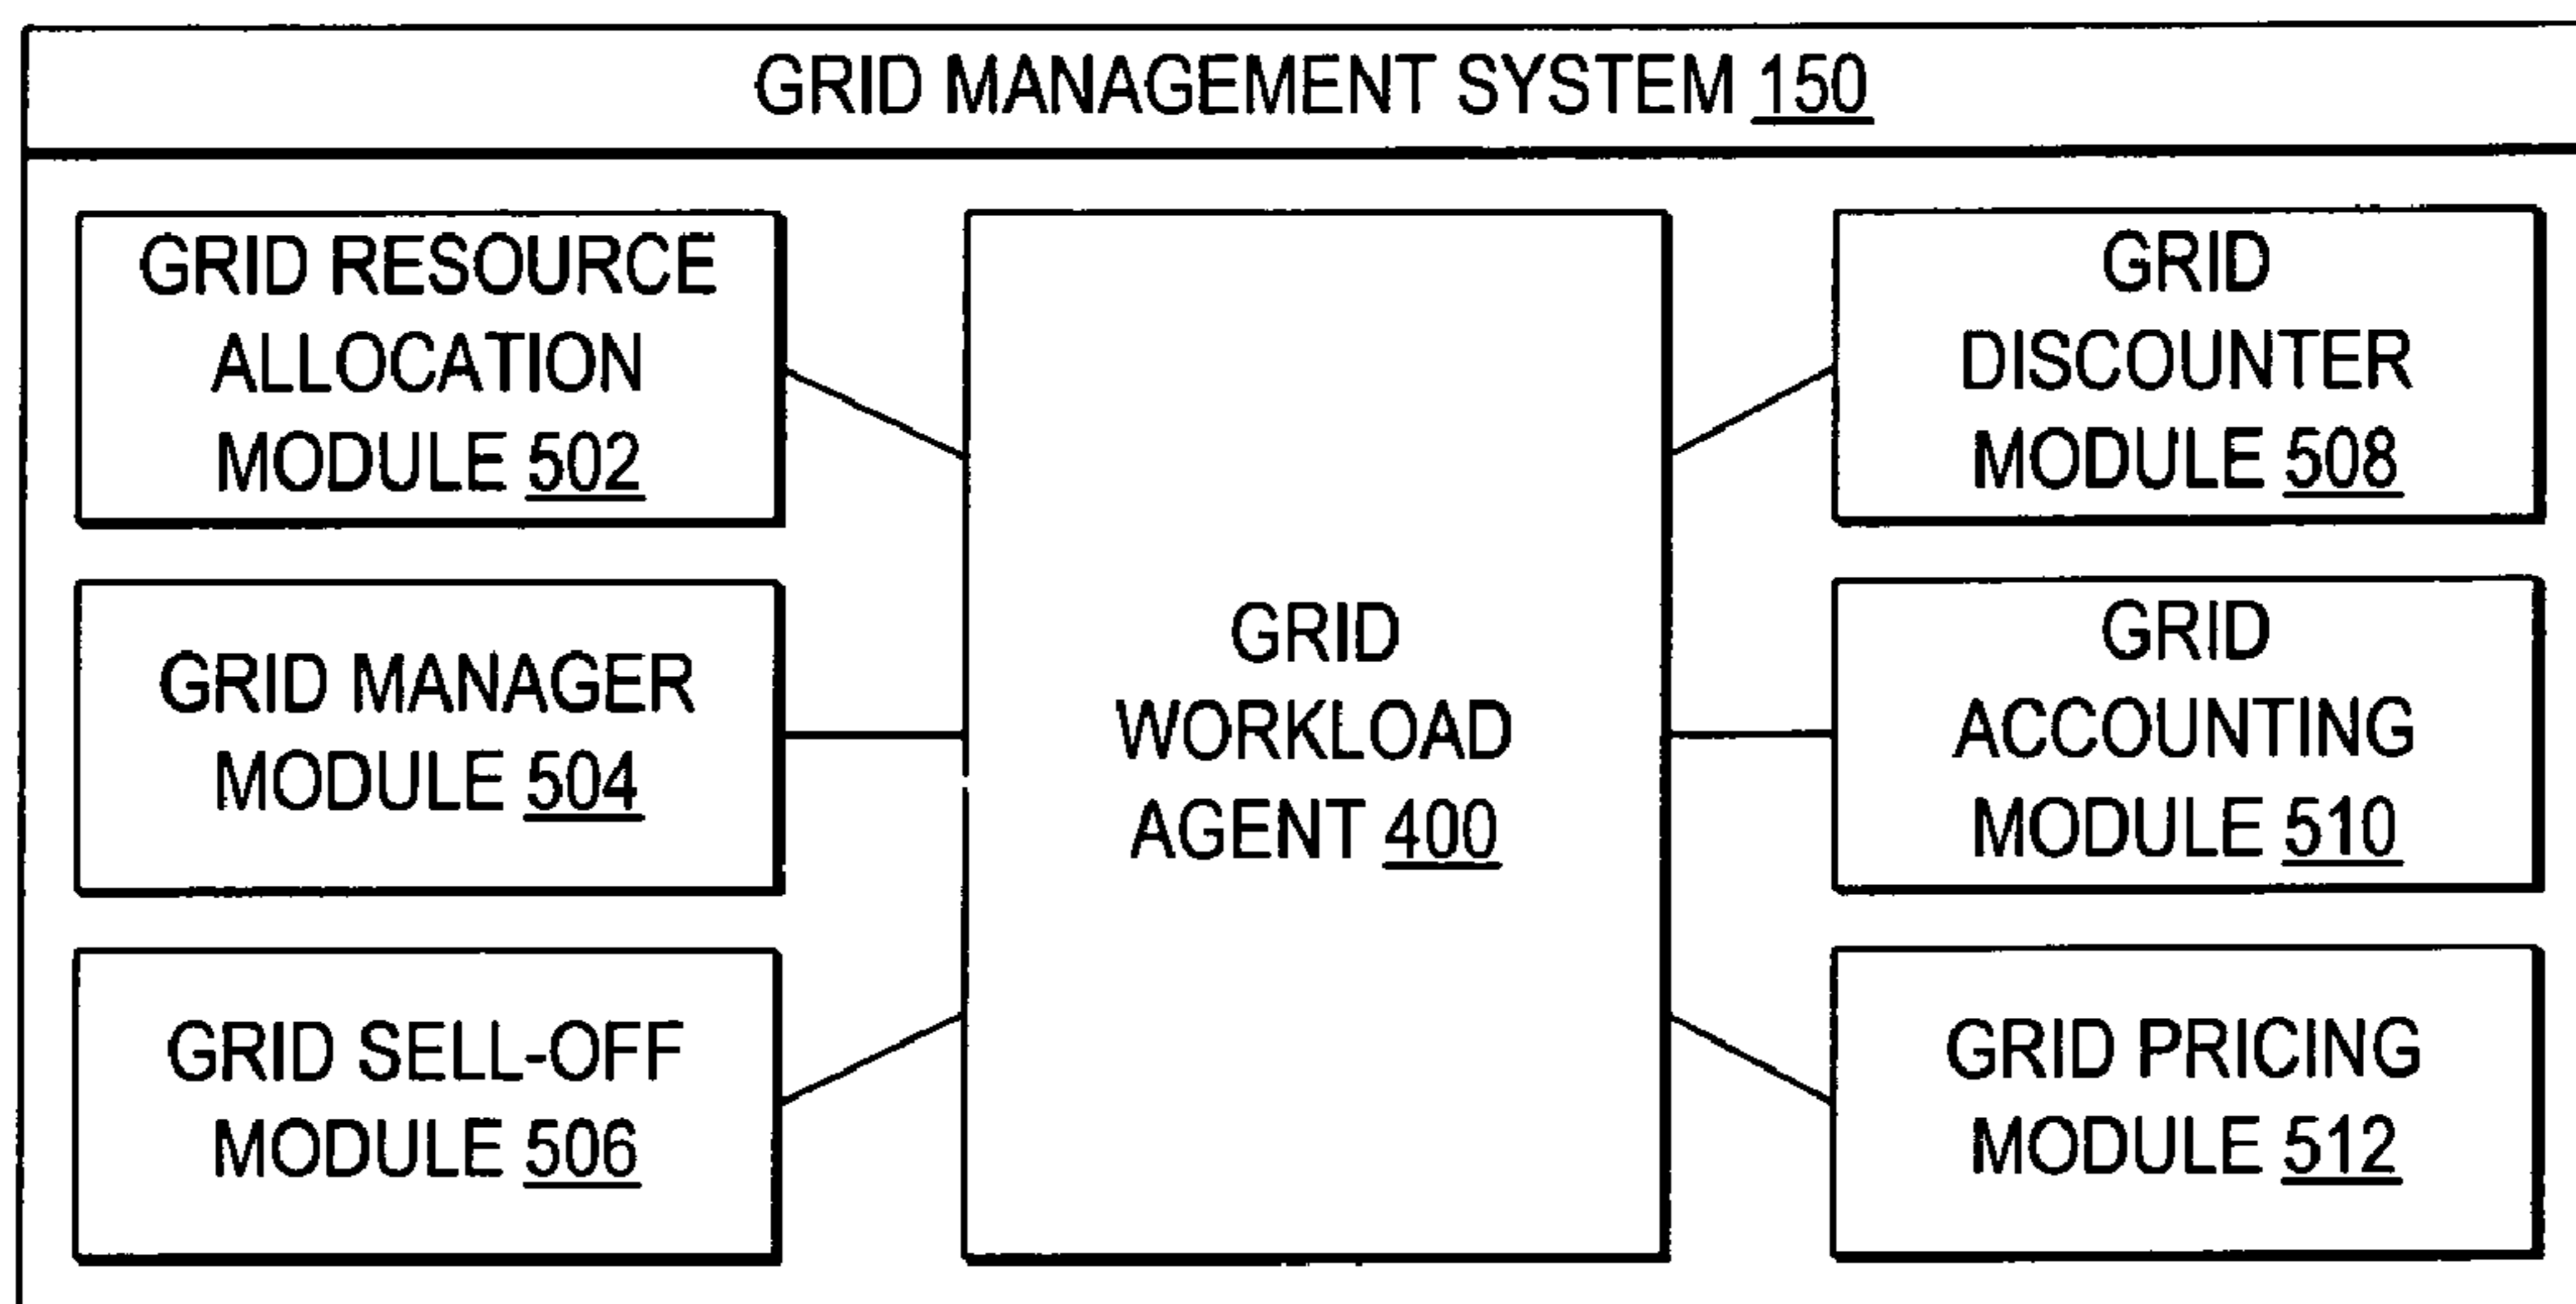 GRID MANAGEMENT SYSTEM 150
GRID RESOURCE
ALLOCATION
MODULE 502
GRID MANAGER
MODULE 504
GRID SELL-OFF
MODULE 506
GRID
WORKLOAD
AGENT 400
GRID
DISCOUNTER
MODULE 508
GRID
ACCOUNTING
MODULE 510
GRID PRICING
MODULE 512